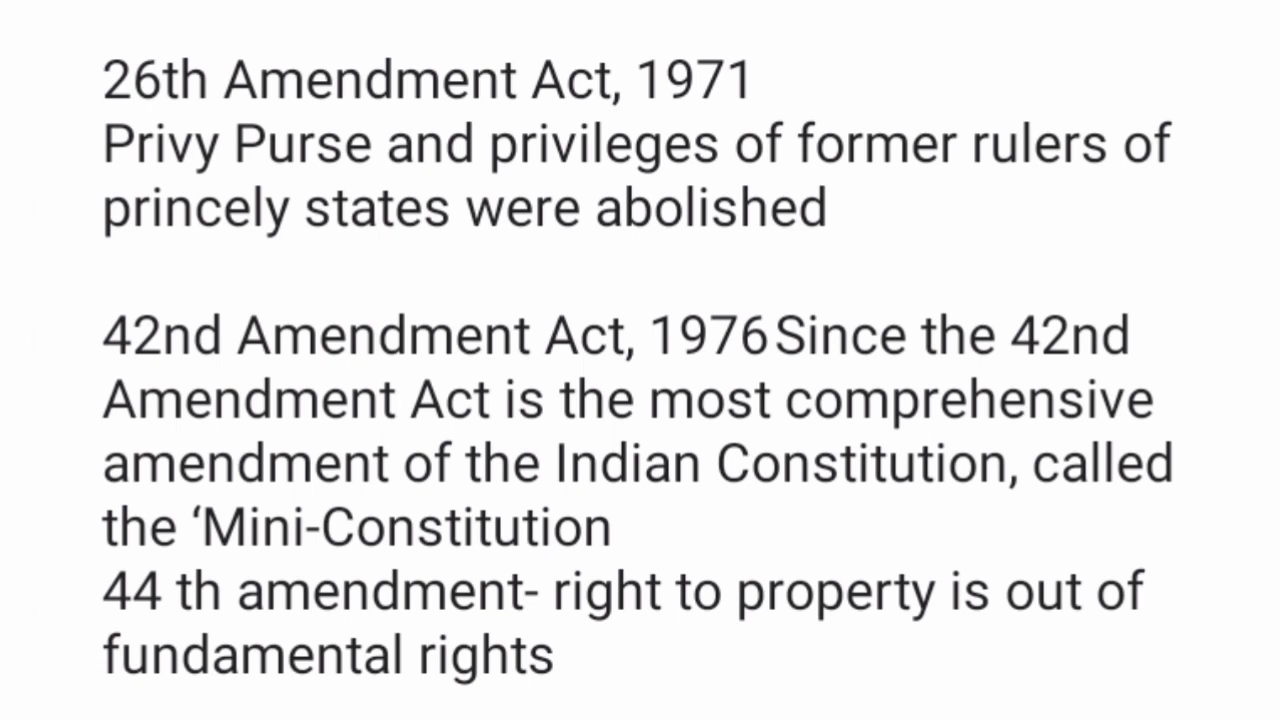 26th Amendment Act, 1971
Privy Purse and privileges of former rulers of
princely states were abolished
42nd Amendment Act, 1976 Since the 42nd
Amendment Act is the most comprehensive
amendment of the Indian Constitution, called
the ‘Mini-Constitution
44 th amendment- right to property is out of
fundamental rights